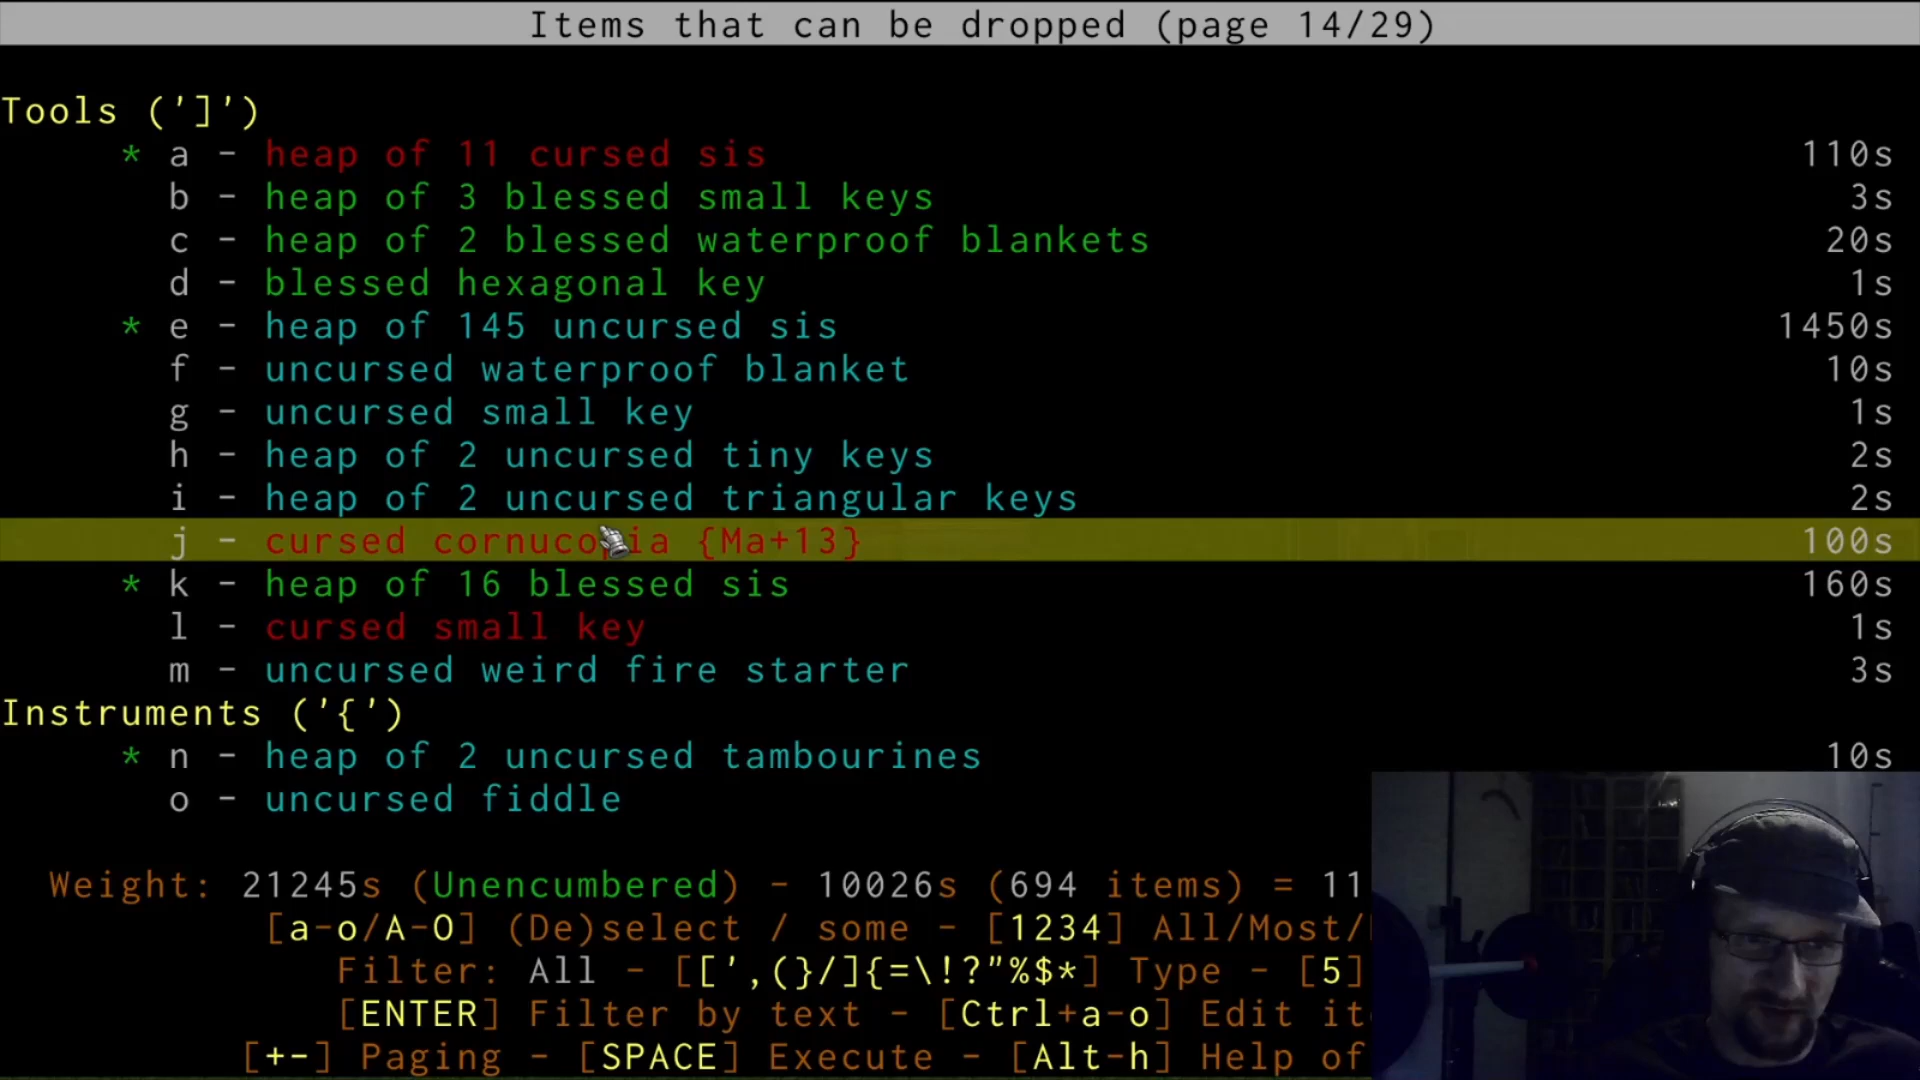 Items that can be dropped (page 14/29)
Tools (']')
* a - heap of 11 cursed sis 110s
b - heap of 3 blessed small keys 3s
c - heap of 2 blessed waterproof blankets 20s
d - blessed hexagonal key 1s
* e - heap of 145 uncursed sis 1450s
f - uncursed waterproof blanket 10s
g - uncursed small key 1s
h - heap of 2 uncursed tiny keys 2s
i - heap of 2 uncursed triangular keys 2s
j - cursed cornucopia {Ma+13} 100s
* k - heap of 16 blessed sis 160s
l - cursed small key 1s
m - uncursed weird fire starter 3s
Instruments ('{')
* n - heap of 2 uncursed tambourines 10s
o - uncursed fiddle
Weight: 21245s (Unencumbered) - 10026s (694 items) = 11
[a-o/A-O] (De)select / some - [1234] All/Most/
Filter: All - [[',(}/]{=\!?"%$*] Type - [5]
[ENTER] Filter by text - [Ctrl+a-o] Edit it
[+-] Paging - [SPACE] Execute - [Alt-h] Help of